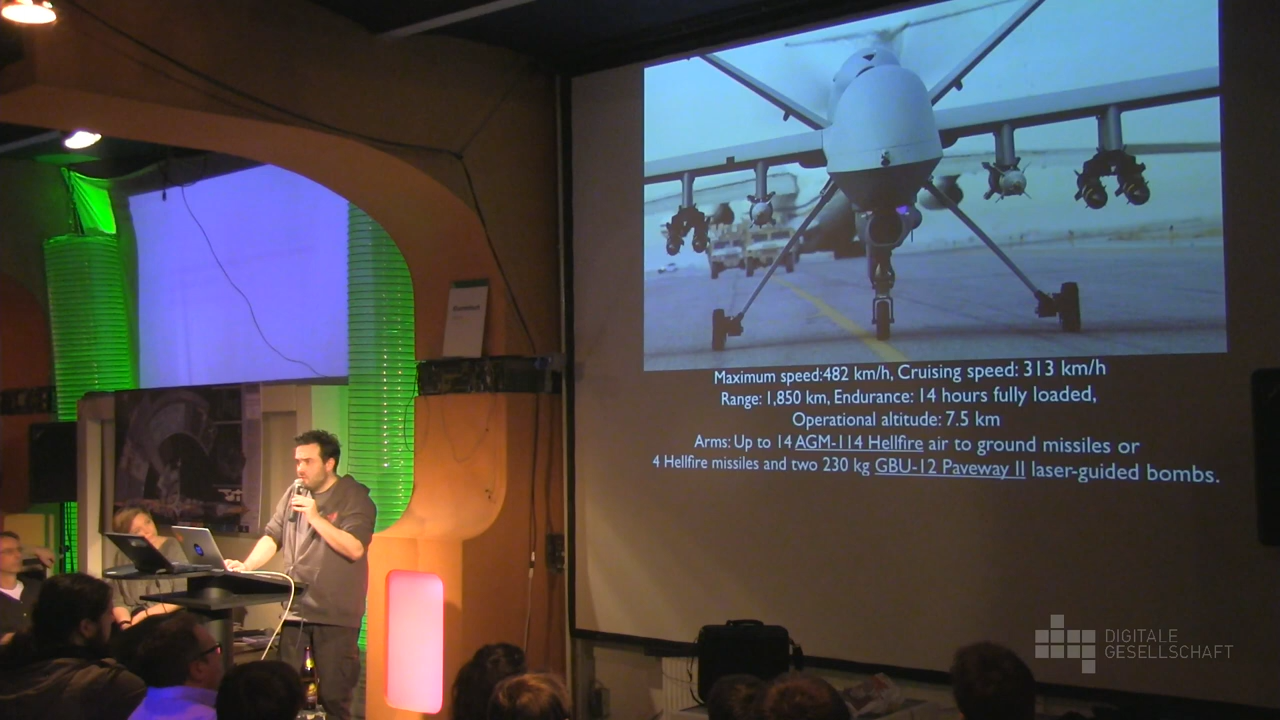 Maximum speed:482 km/h, Cruising speed: 313 km/h
Range: 1,850 km, Endurance: 14 hours fully loaded,
Operational altitude: 7.5 km
Arms: Up to 14 AGM-114 Hellfire air to ground missiles or
4 Hellfire missiles and two 230 kg GBU-12 Paveway II laser-guided bombs.
DIGITALE
GESELLSCHAFT